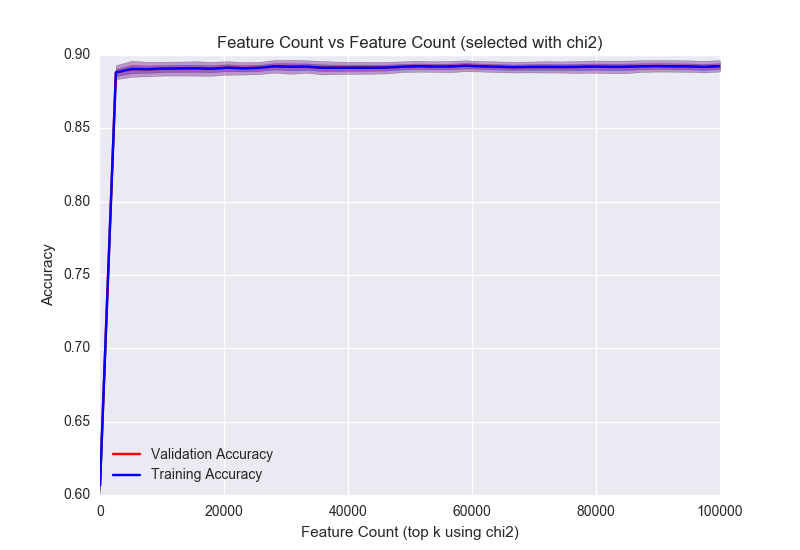 Feature Count vs Feature Count (selected with chi2)
0.90
0.85
0.80
0.75
0.70
0.65
0.60
Accuracy
Validation Accuracy
Training Accuracy
0 20000 40000 60000 80000 100000
Feature Count (top k using chi2)